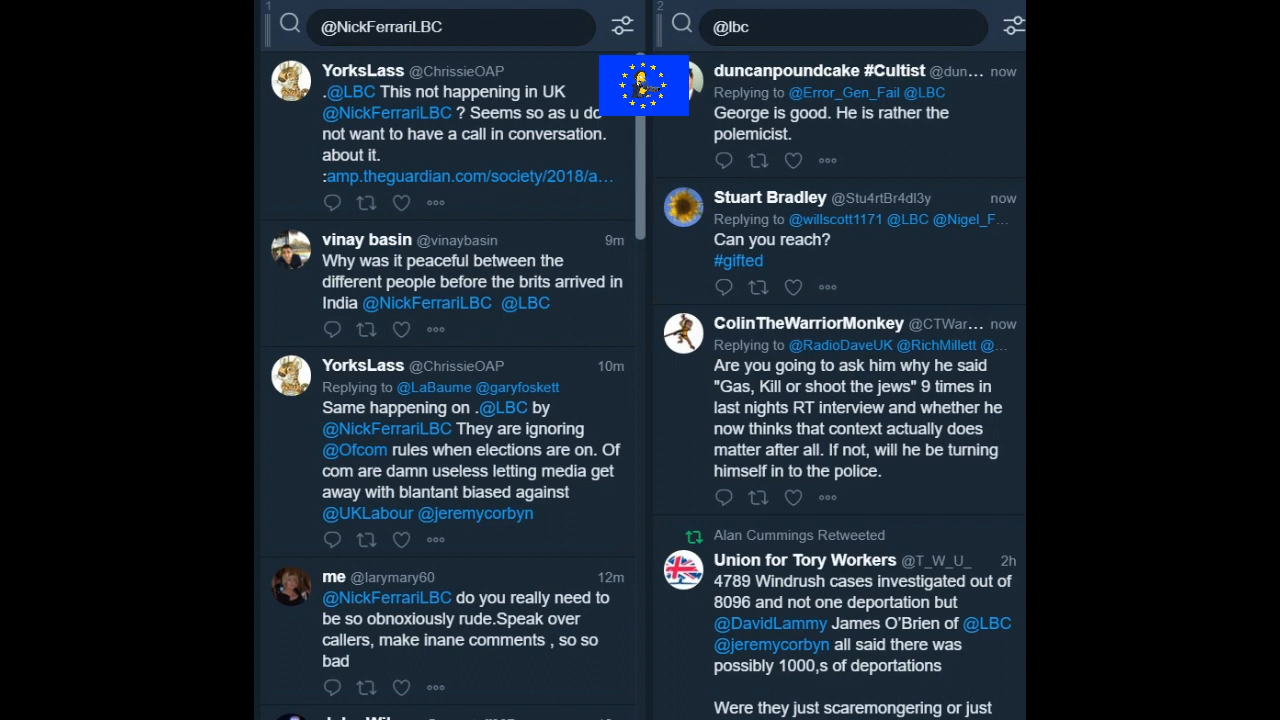 1
@NickFerrariLBC
YorksLass @ChrissieOAP
.@LBC This not happening in UK
@NickFerrariLBC ? Seems so as u do
not want to have a call in conversation.
about it.
:amp.theguardian.com/society/2018/a…
vinay basin @vinaybasin 9m
Why was it peaceful between the
different people before the brits arrived in
India @NickFerrariLBC @LBC
YorksLass @ChrissieOAP 10m
Replying to @LaBaume @garyfoskett
Same happening on .@LBC by
@NickFerrariLBC They are ignoring
@Ofcom rules when elections are on. Of
com are damn useless letting media get
away with blantant biased against
@UKLabour @jeremycorbyn
me @larymary60 12m
@NickFerrariLBC do you really need to
be so obnoxiously rude.Speak over
callers, make inane comments , so so
bad
2
@lbc
duncanpoundcake #Cultist @dun… now
Replying to @Error_Gen_Fail @LBC
George is good. He is rather the
polemicist.
Stuart Bradley @Stu4rtBr4dl3y now
Replying to @willscott1171 @LBC @Nigel_F…
Can you reach?
#gifted
ColinTheWarriorMonkey @CTWar… now
Replying to @RadioDaveUK @RichMillett @…
Are you going to ask him why he said
"Gas, Kill or shoot the jews" 9 times in
last nights RT interview and whether he
now thinks that context actually does
matter after all. If not, will he be turning
himself in to the police.
Alan Cummings Retweeted
Union for Tory Workers @T_W_U_ 2h
4789 Windrush cases investigated out of
8096 and not one deportation but
@DavidLammy James O’Brien of @LBC
@jeremycorbyn all said there was
possibly 1000,s of deportations
Were they just scaremongering or just